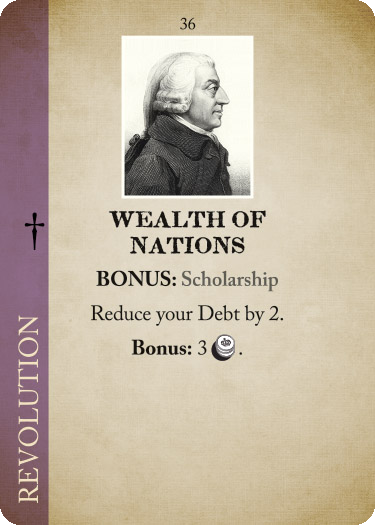 36
WEALTH OF
NATIONS
BONUS: Scholarship
Reduce your Debt by 2.
Bonus: 3 .
†
REVOLUTION